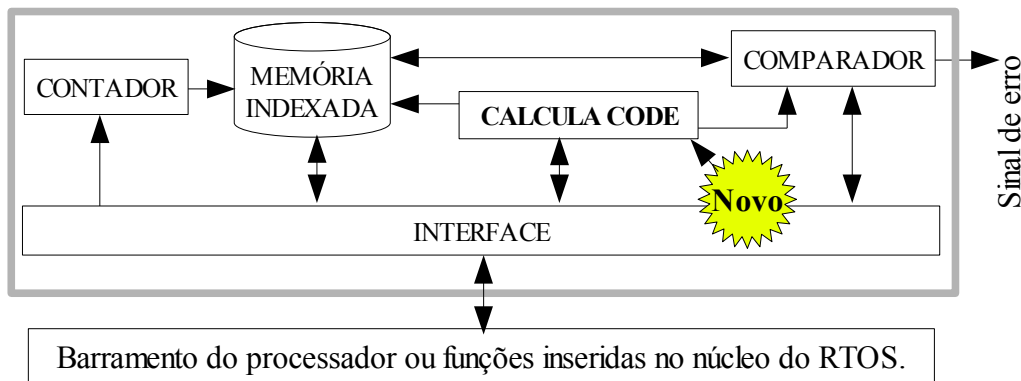 CONTADOR
MEMÓRIA
INDEXADA
CALCULA CODE
COMPARADOR
Sinal de erro
Novo
INTERFACE
Barramento do processador ou funções inseridas no núcleo do RTOS.